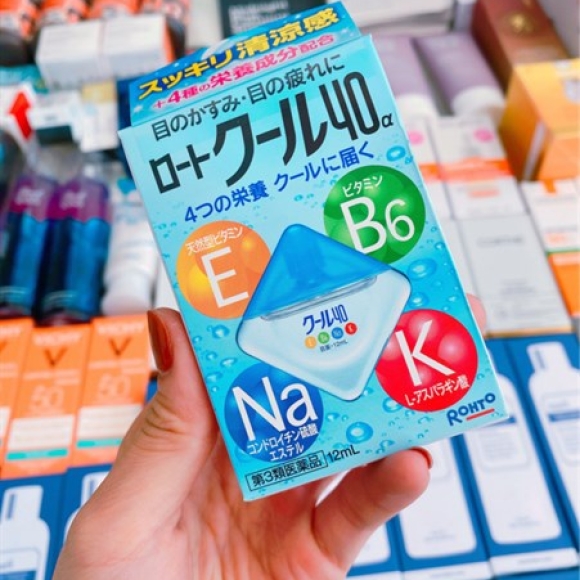 スッキリ清涼感
+4種の栄養成分配合
目のかすみ・目の疲れに
ロートクール40α
4つの栄養 クールに届く
天然型ビタミン
E
ビタミン
B6
クール40
E B6 Na K
Na
コンドロイチン硫酸
エステル
K
L-アスパラギン酸
ROHTO
第3類医薬品
12mL
VICHY
50
VICHY
50